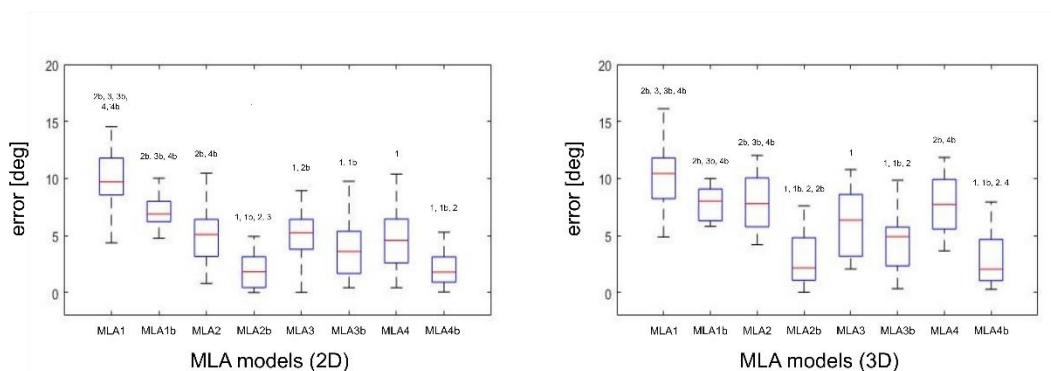 20
15
10
5
0
error [deg]
2b, 3, 3b,
4, 4b
2b, 3b, 4b
2b, 4b
1, 1b, 2, 3
1, 2b
1, 1b
1
1, 1b, 2
MLA1 MLA1b MLA2 MLA2b MLA3 MLA3b MLA4 MLA4b
MLA models (2D)
20
15
10
5
0
error [deg]
2b, 3, 3b, 4b
2b, 3b, 4b
2b, 3b, 4b
1, 1b, 2, 2b
1
1, 1b, 2
2b, 4b
1, 1b, 2, 4
MLA1 MLA1b MLA2 MLA2b MLA3 MLA3b MLA4 MLA4b
MLA models (3D)